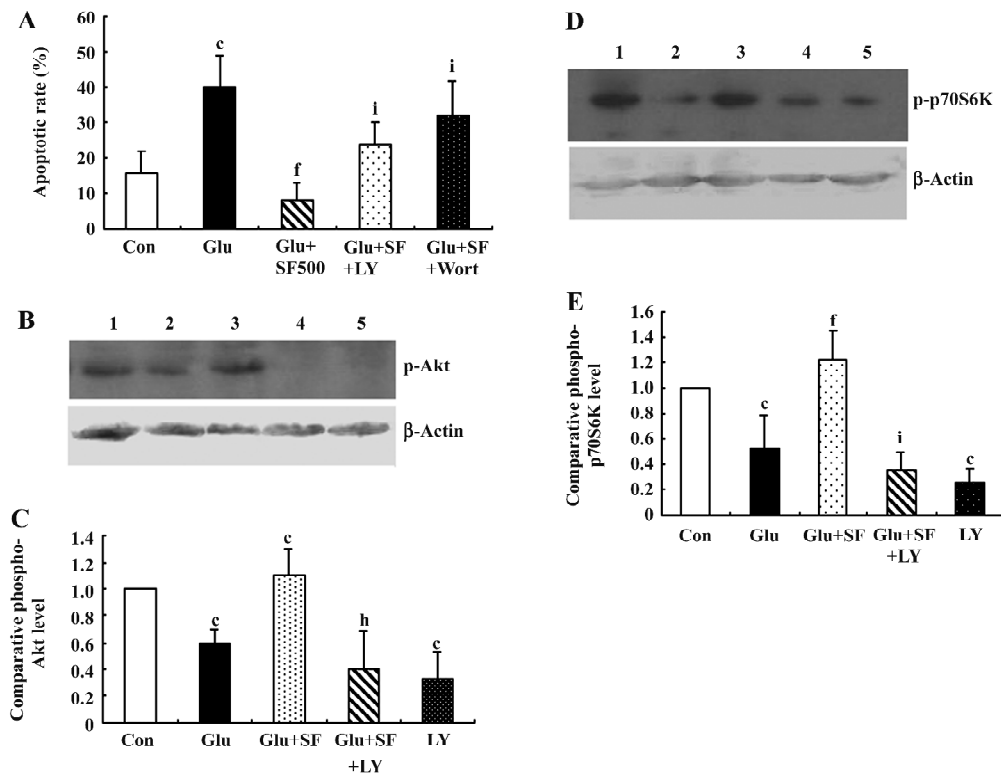 A
Apoptotic rate (%)
60
50
40
30
20
10
0
c
f
i
i
Con
Glu
Glu+
SF500
Glu+SF
+LY
Glu+SF
+Wort
B
1 2 3 4 5
p-Akt
β-Actin
C
Comparative phospho-
Akt level
1.4
1.2
1.0
0.8
0.6
0.4
0.2
0
c
c
h
c
Con
Glu
Glu+SF
Glu+SF
+LY
LY
D
1 2 3 4 5
p-p70S6K
β-Actin
E
Comparative phospho-
p70S6K level
1.6
1.4
1.2
1.0
0.8
0.6
0.4
0.2
0
c
f
i
c
Con
Glu
Glu+SF
Glu+SF
+LY
LY